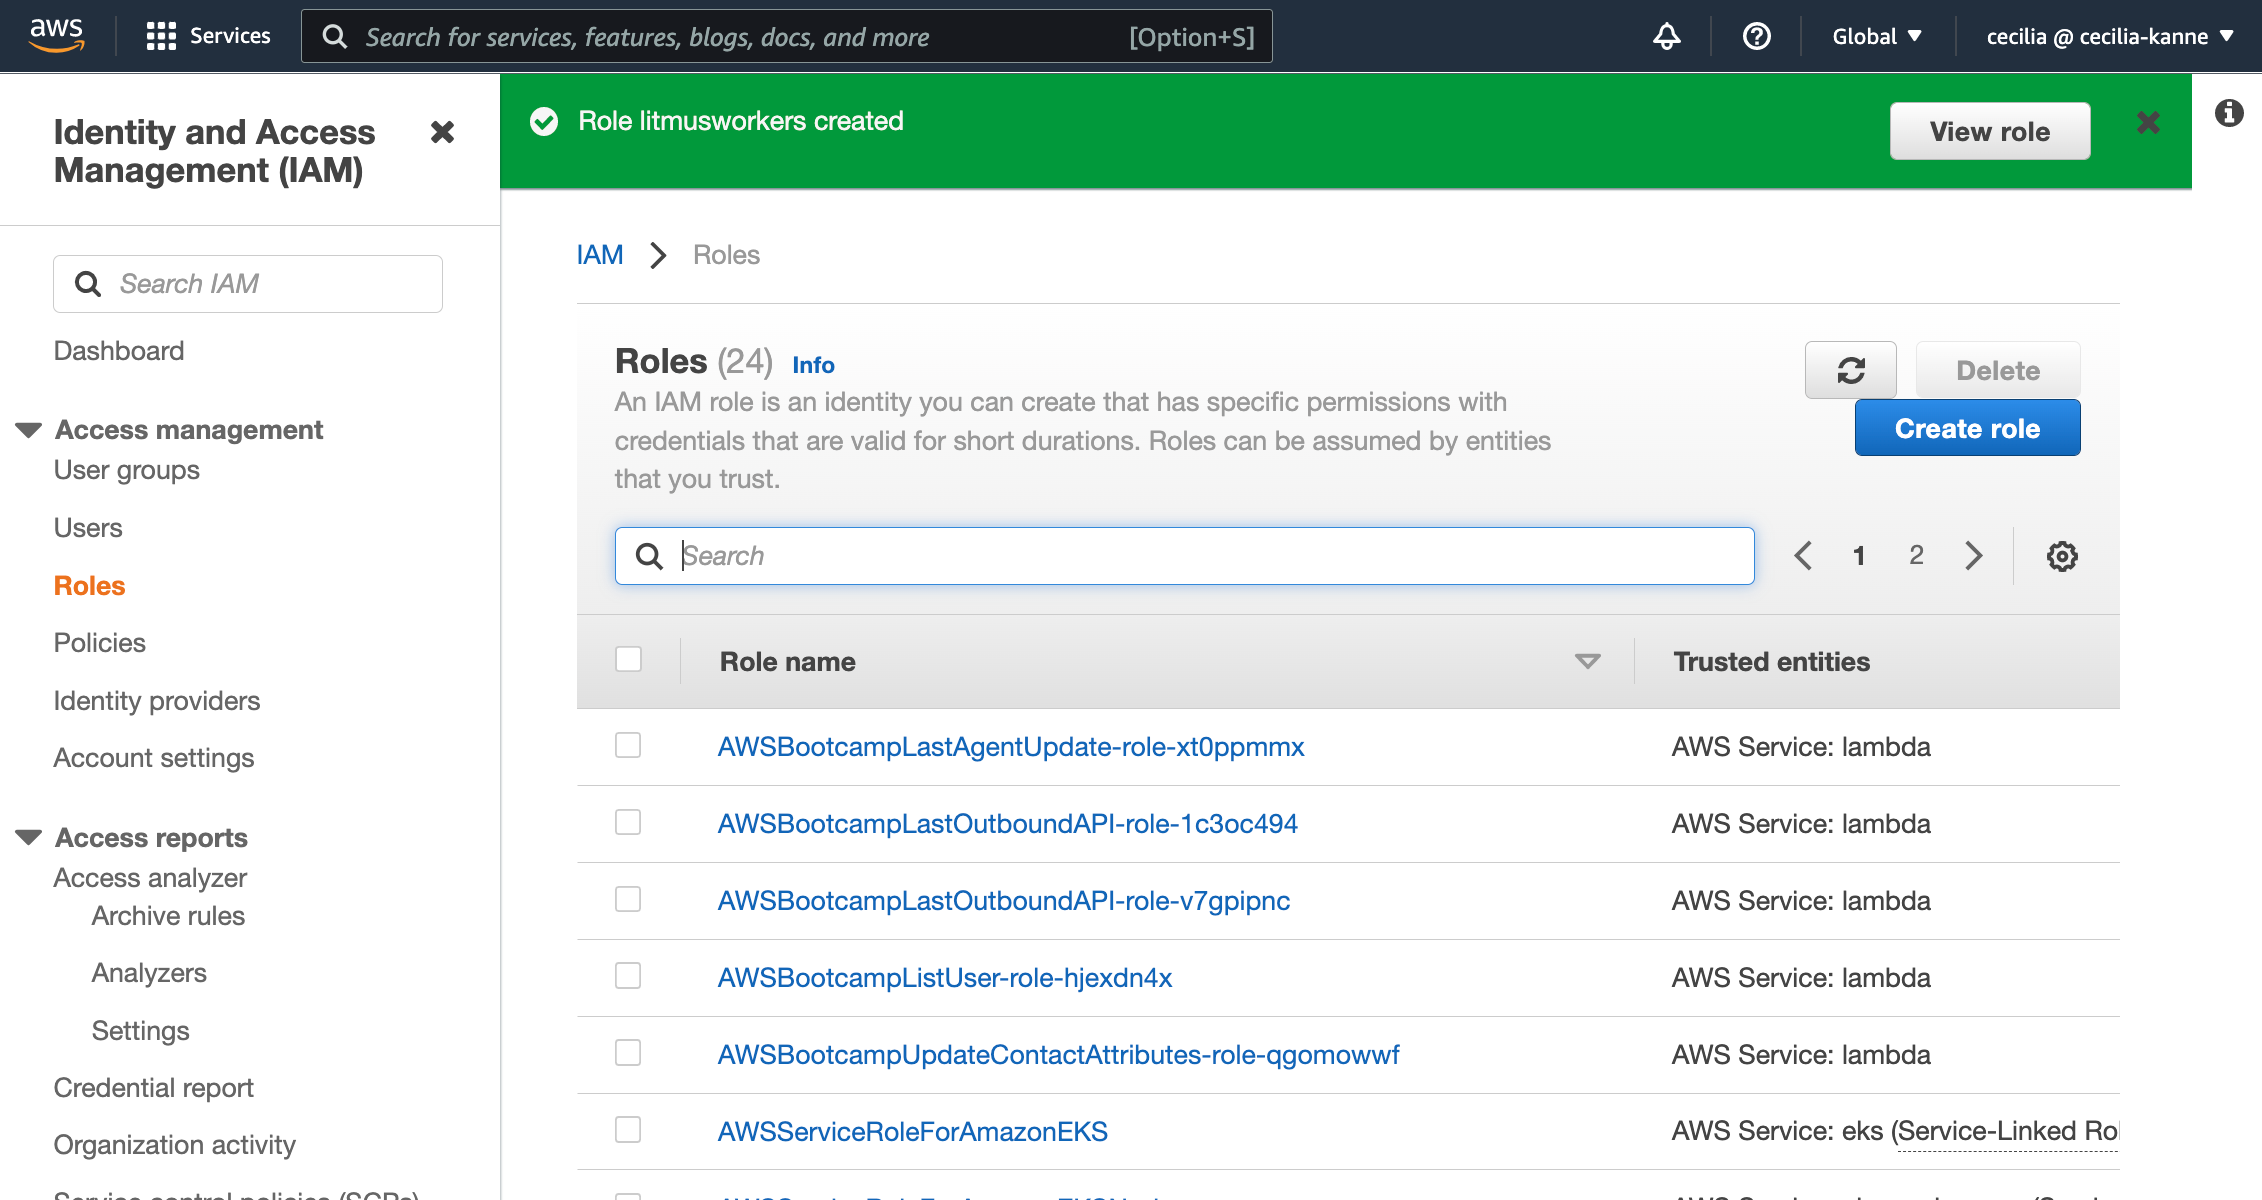 aws
Services
Search for services, features, blogs, docs, and more
[Option+S]
Global
cecilia @ cecilia-kanne
Identity and Access
Management (IAM)
Search IAM
Dashboard
Access management
User groups
Users
Roles
Policies
Identity providers
Account settings
Access reports
Access analyzer
Archive rules
Analyzers
Settings
Credential report
Organization activity
Service control policies (SCPs)
Role litmusworkers created
View role
IAM
Roles
Roles (24) Info
An IAM role is an identity you can create that has specific permissions with
credentials that are valid for short durations. Roles can be assumed by entities
that you trust.
Delete
Create role
Search
1 2
Role name
Trusted entities
AWSBootcampLastAgentUpdate-role-xt0ppmmx
AWS Service: lambda
AWSBootcampLastOutboundAPI-role-1c3oc494
AWS Service: lambda
AWSBootcampLastOutboundAPI-role-v7gpipnc
AWS Service: lambda
AWSBootcampListUser-role-hjexdn4x
AWS Service: lambda
AWSBootcampUpdateContactAttributes-role-qgomowwf
AWS Service: lambda
AWSServiceRoleForAmazonEKS
AWS Service: eks (Service-Linked Rol